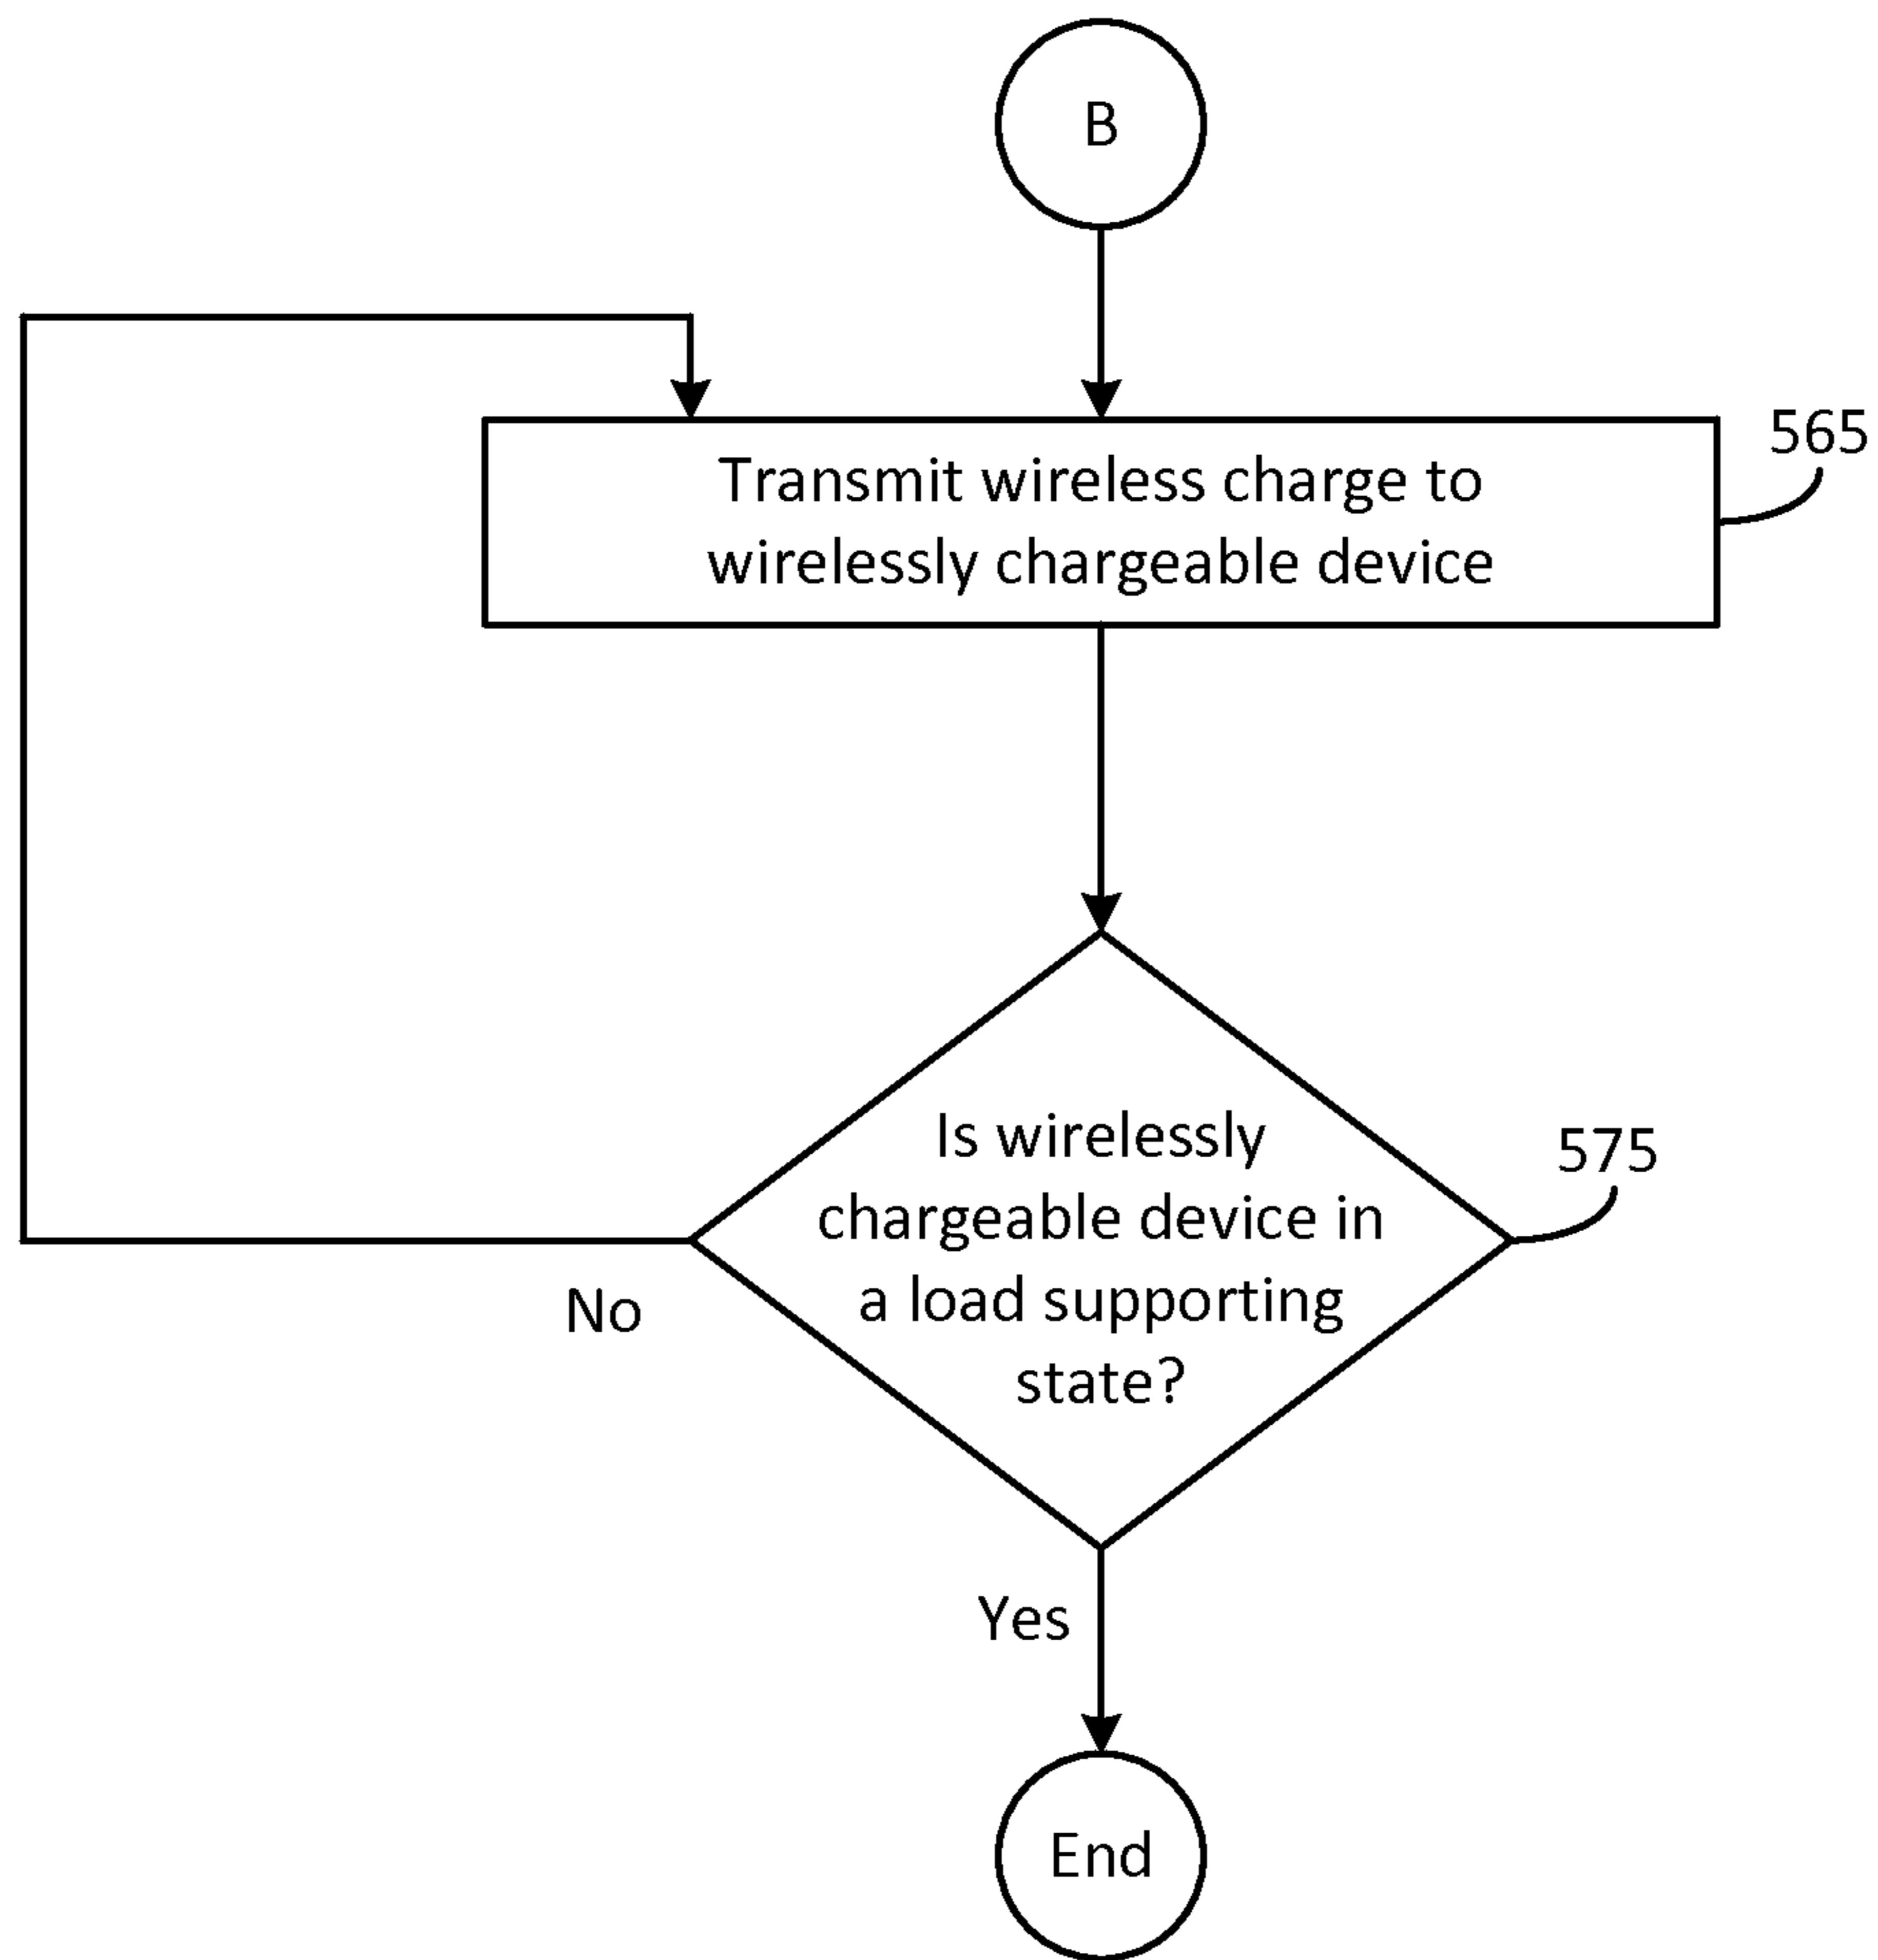 B
Transmit wireless charge to
wirelessly chargeable device
565
Is wirelessly
chargeable device in
a load supporting
state?
575
No
Yes
End